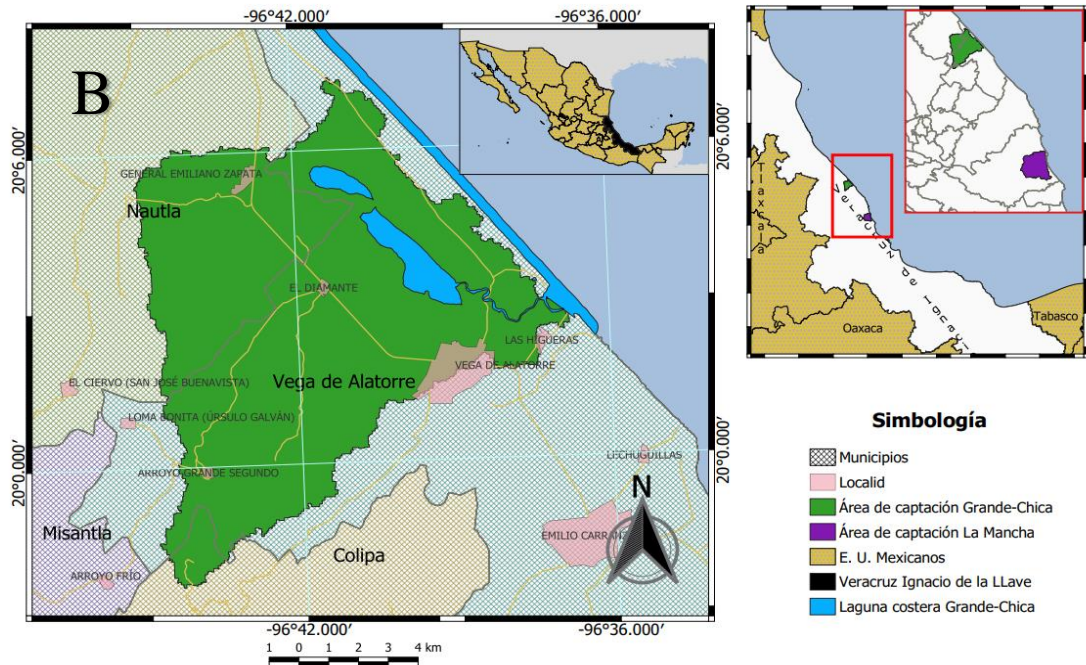 -96°42.000'
-96°36.000'
B
20°6.000'
20°6.000'
GENERAL EMILIANO ZAPATA
Nautla
EL DIAMANTE
LAS HIGUERAS
VEGA DE ALATORRE
Vega de Alatorre
EL CIERVO (SAN JOSÉ BUENAVISTA)
LOMA BONITA (ÚRSULO GALVÁN)
ARROYO GRANDE SEGUNDO
LECHUGUILLAS
20°0.000'
20°0.000'
N
Misantla
Colipa
EMILIO CARRANZ
ARROYO FRÍO
-96°42.000'
-96°36.000'
1 0 1 2 3 4 km
Tlaxcala
Veracruz de Ignaci
Oaxaca
Tabasco
Simbología
Municipios
Localid
Área de captación Grande-Chica
Área de captación La Mancha
E. U. Mexicanos
Veracruz Ignacio de la LLave
Laguna costera Grande-Chica